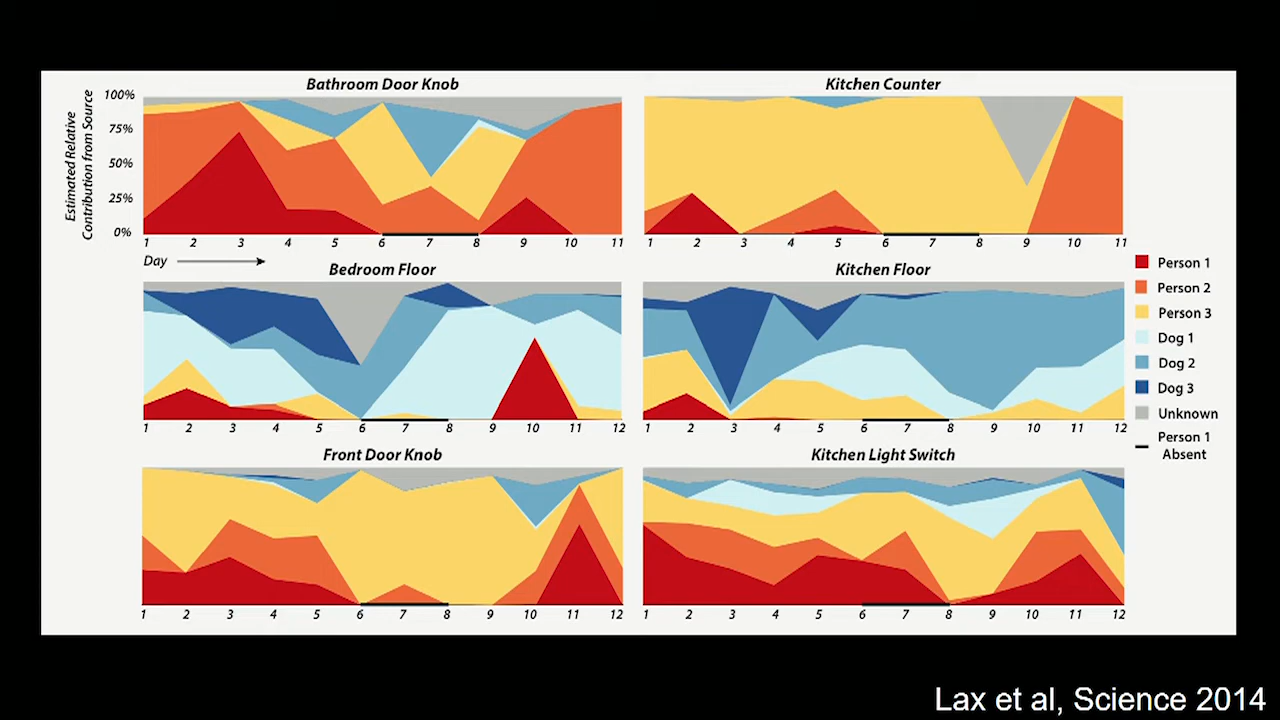 Bathroom Door Knob
Kitchen Counter
Estimated Relative
Contribution from Source
100%
75%
50%
25%
0%
1 2 3 4 5 6 7 8 9 10 11
1 2 3 4 5 6 7 8 9 10 11
Day
Bedroom Floor
Kitchen Floor
1 2 3 4 5 6 7 8 9 10 11 12
1 2 3 4 5 6 7 8 9 10 11 12
Front Door Knob
Kitchen Light Switch
1 2 3 4 5 6 7 8 9 10 11 12
1 2 3 4 5 6 7 8 9 10 11 12
Person 1
Person 2
Person 3
Dog 1
Dog 2
Dog 3
Unknown
Person 1
Absent
Lax et al, Science 2014